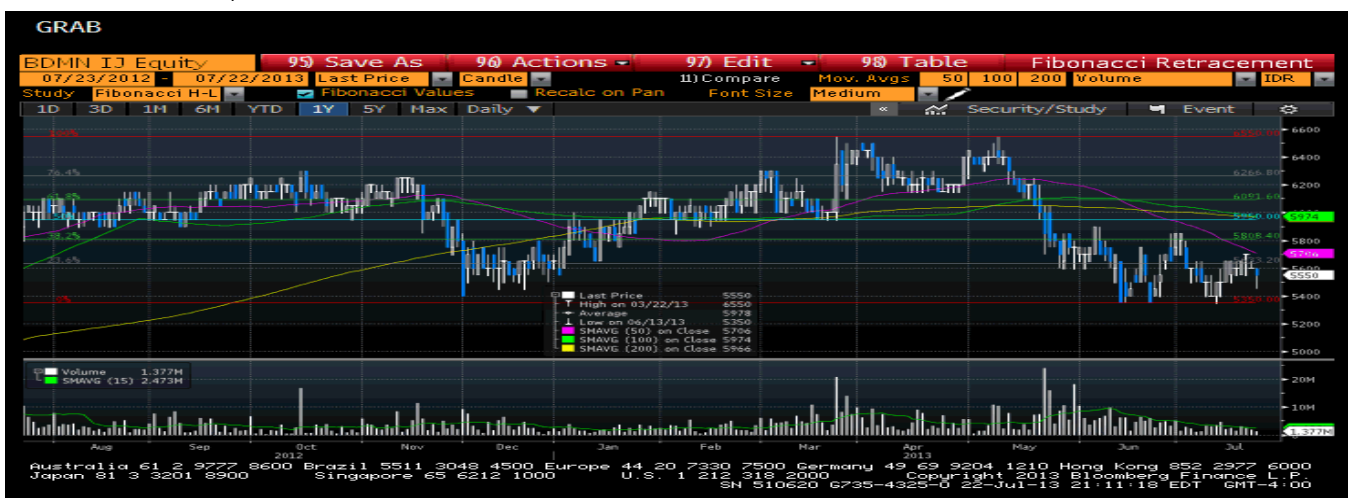 GRAB
BDMN IJ Equity 95) Save As 96) Actions 97) Edit 98) Table Fibonacci Retracement
07/23/2012 - 07/22/2013 Last Price Candle 11) Compare Mov. Avgs 50 100 200 Volume IDR
Study Fibonacci H-L Fibonacci Values Recalc on Pan Font Size Medium
1D 3D 1M 6M YTD 1Y 5Y Max Daily « Security/Study Event
6600
6400
76.4% 6266.80
6200
61.8% 6091.60
5950.00 5974
38.2% 5808.40
5800
5706
23.6%
5600
5550
5400
5350.00
5200
5000
Last Price 5550
High on 03/22/13 6550
Average 5978
Low on 06/13/13 5350
SMAVG (50) on Close 5706
SMAVG (100) on Close 5974
SMAVG (200) on Close 5966
Volume 1.377M
SMAVG (15) 2.473M
20M
10M
1.377M
Aug Sep Oct Nov Dec Jan Feb Mar Apr May Jun Jul
2012 2013
Australia 61 2 9777 8600 Brazil 5511 3048 4500 Europe 44 20 7330 7500 Germany 49 69 9204 1210 Hong Kong 852 2977 6000
Japan 81 3 3201 8900 Singapore 65 6212 1000 U.S. 1 212 318 2000 Copyright 2013 Bloomberg Finance L.P.
SN 510620 G735-4325-0 22-Jul-13 21:11:18 EDT GMT-4:00